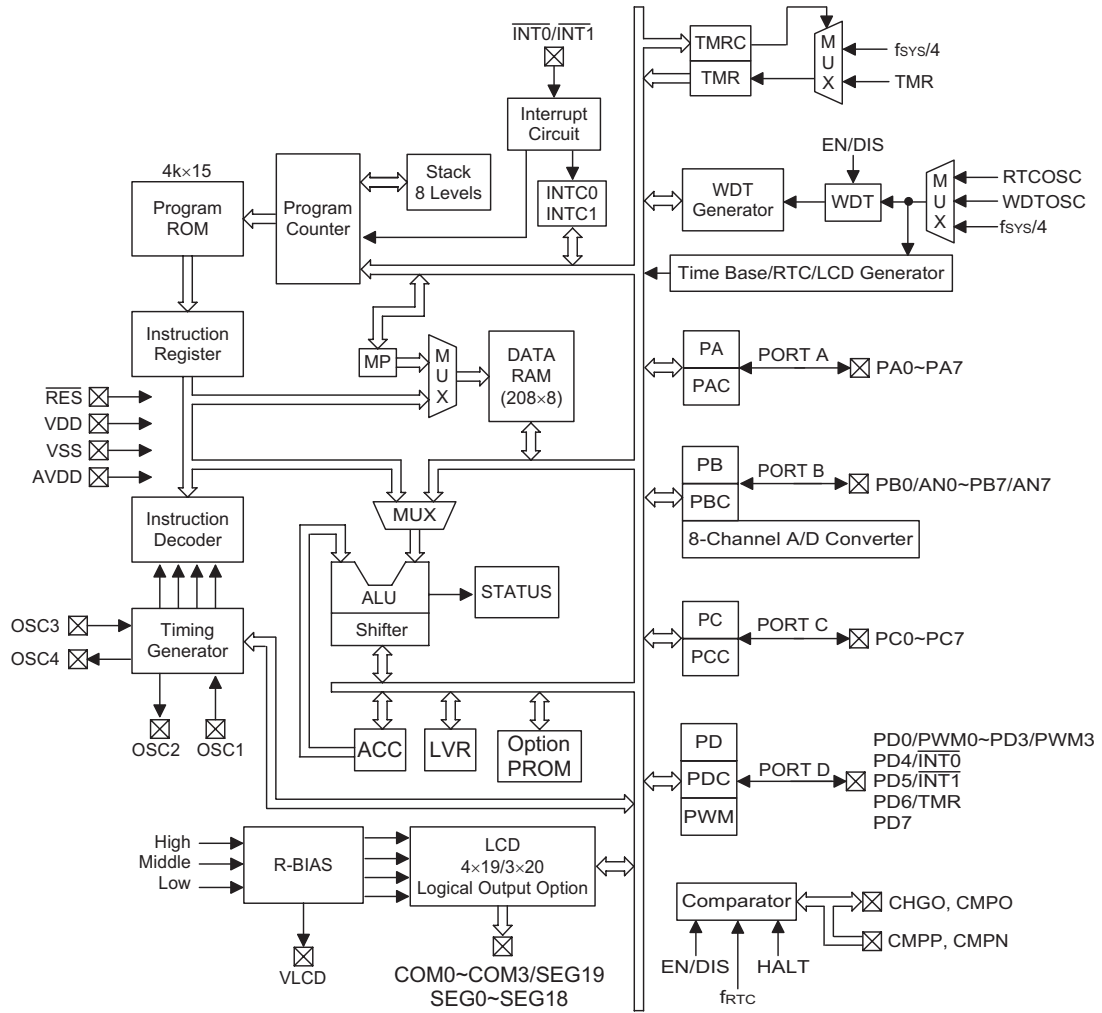 INT0/INT1
Interrupt
Circuit
INTC0
INTC1
Stack
8 Levels
Program
Counter
4k×15
Program
ROM
Instruction
Register
MP
MUX
DATA
RAM
(208×8)
RES
VDD
VSS
AVDD
Instruction
Decoder
MUX
ALU
Shifter
STATUS
OSC3
OSC4
Timing
Generator
OSC2
OSC1
ACC
LVR
Option
PROM
High
Middle
Low
R-BIAS
VLCD
LCD
4×19/3×20
Logical Output Option
COM0~COM3/SEG19
SEG0~SEG18
TMRC
TMR
MUX
fSYS/4
TMR
EN/DIS
WDT
Generator
WDT
MUX
RTCOSC
WDTOSC
fSYS/4
Time Base/RTC/LCD Generator
PA
PAC
PORT A
PA0~PA7
PB
PBC
PORT B
PB0/AN0~PB7/AN7
8-Channel A/D Converter
PC
PCC
PORT C
PC0~PC7
PD
PDC
PWM
PORT D
PD0/PWM0~PD3/PWM3
PD4/INT0
PD5/INT1
PD6/TMR
PD7
Comparator
CHGO, CMPO
CMPP, CMPN
EN/DIS
fRTC
HALT